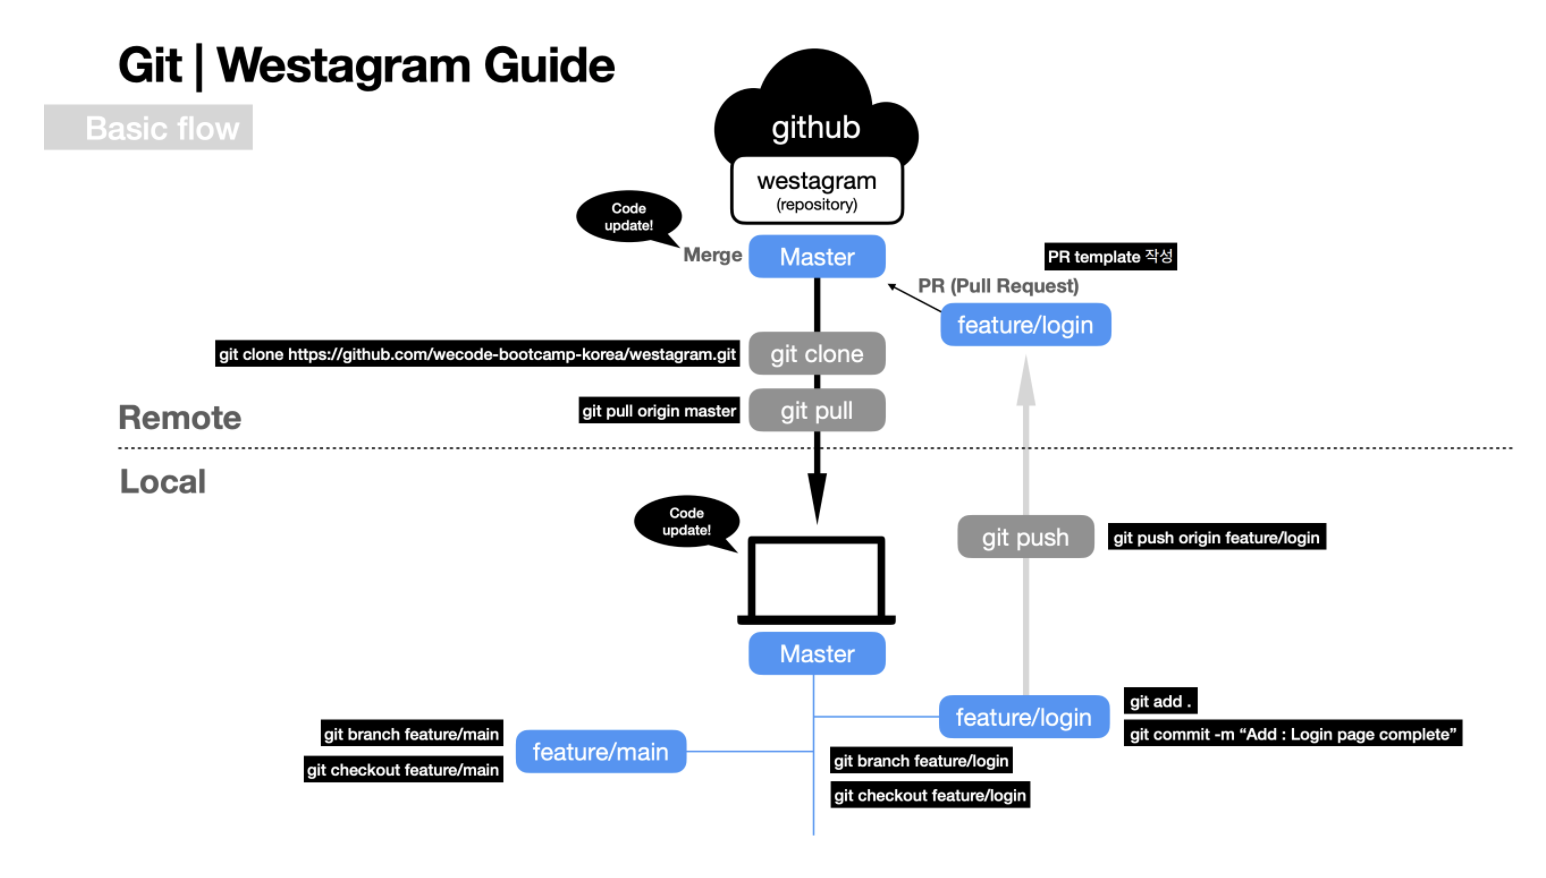 Git | Westagram Guide
Basic flow
github
westagram
(repository)
Code
update!
Merge
Master
PR template 작성
PR (Pull Request)
feature/login
git clone https://github.com/wecode-bootcamp-korea/westagram.git
git clone
git pull origin master
git pull
Remote
Local
Code
update!
git push
git push origin feature/login
Master
feature/login
git add .
git commit -m “Add : Login page complete”
git branch feature/main
git checkout feature/main
feature/main
git branch feature/login
git checkout feature/login